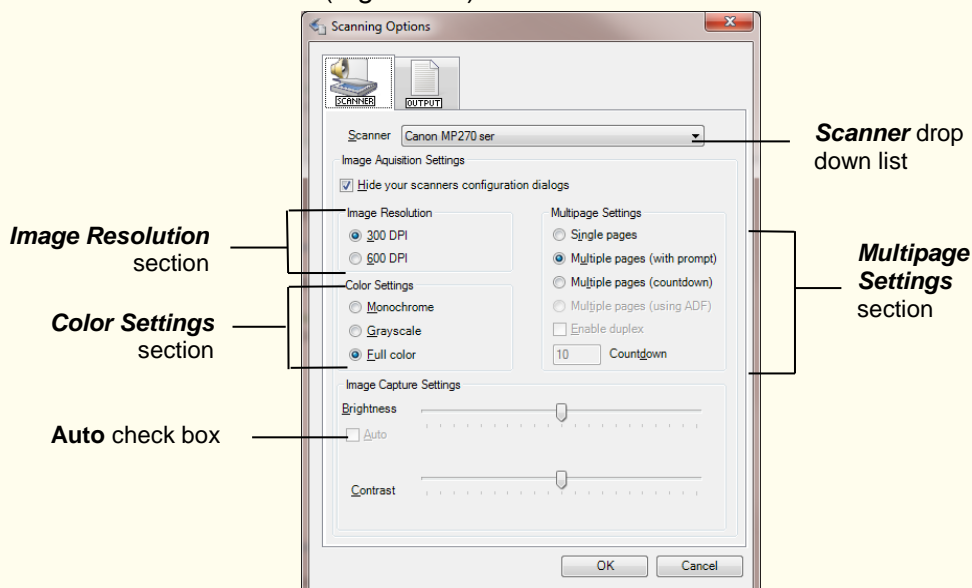 Scanning Options
SCANNER
OUTPUT
Scanner Canon MP270 ser
Scanner drop
down list
Image Aquisition Settings
Hide your scanners configuration dialogs
Image Resolution
section
Image Resolution
300 DPI
600 DPI
Color Settings
section
Color Settings
Monochrome
Grayscale
Full color
Multipage Settings
Single pages
Multiple pages (with prompt)
Multiple pages (countdown)
Multiple pages (using ADF)
Enable duplex
10 Countdown
Multipage
Settings
section
Image Capture Settings
Brightness
Auto check box
Auto
Contrast
OK
Cancel